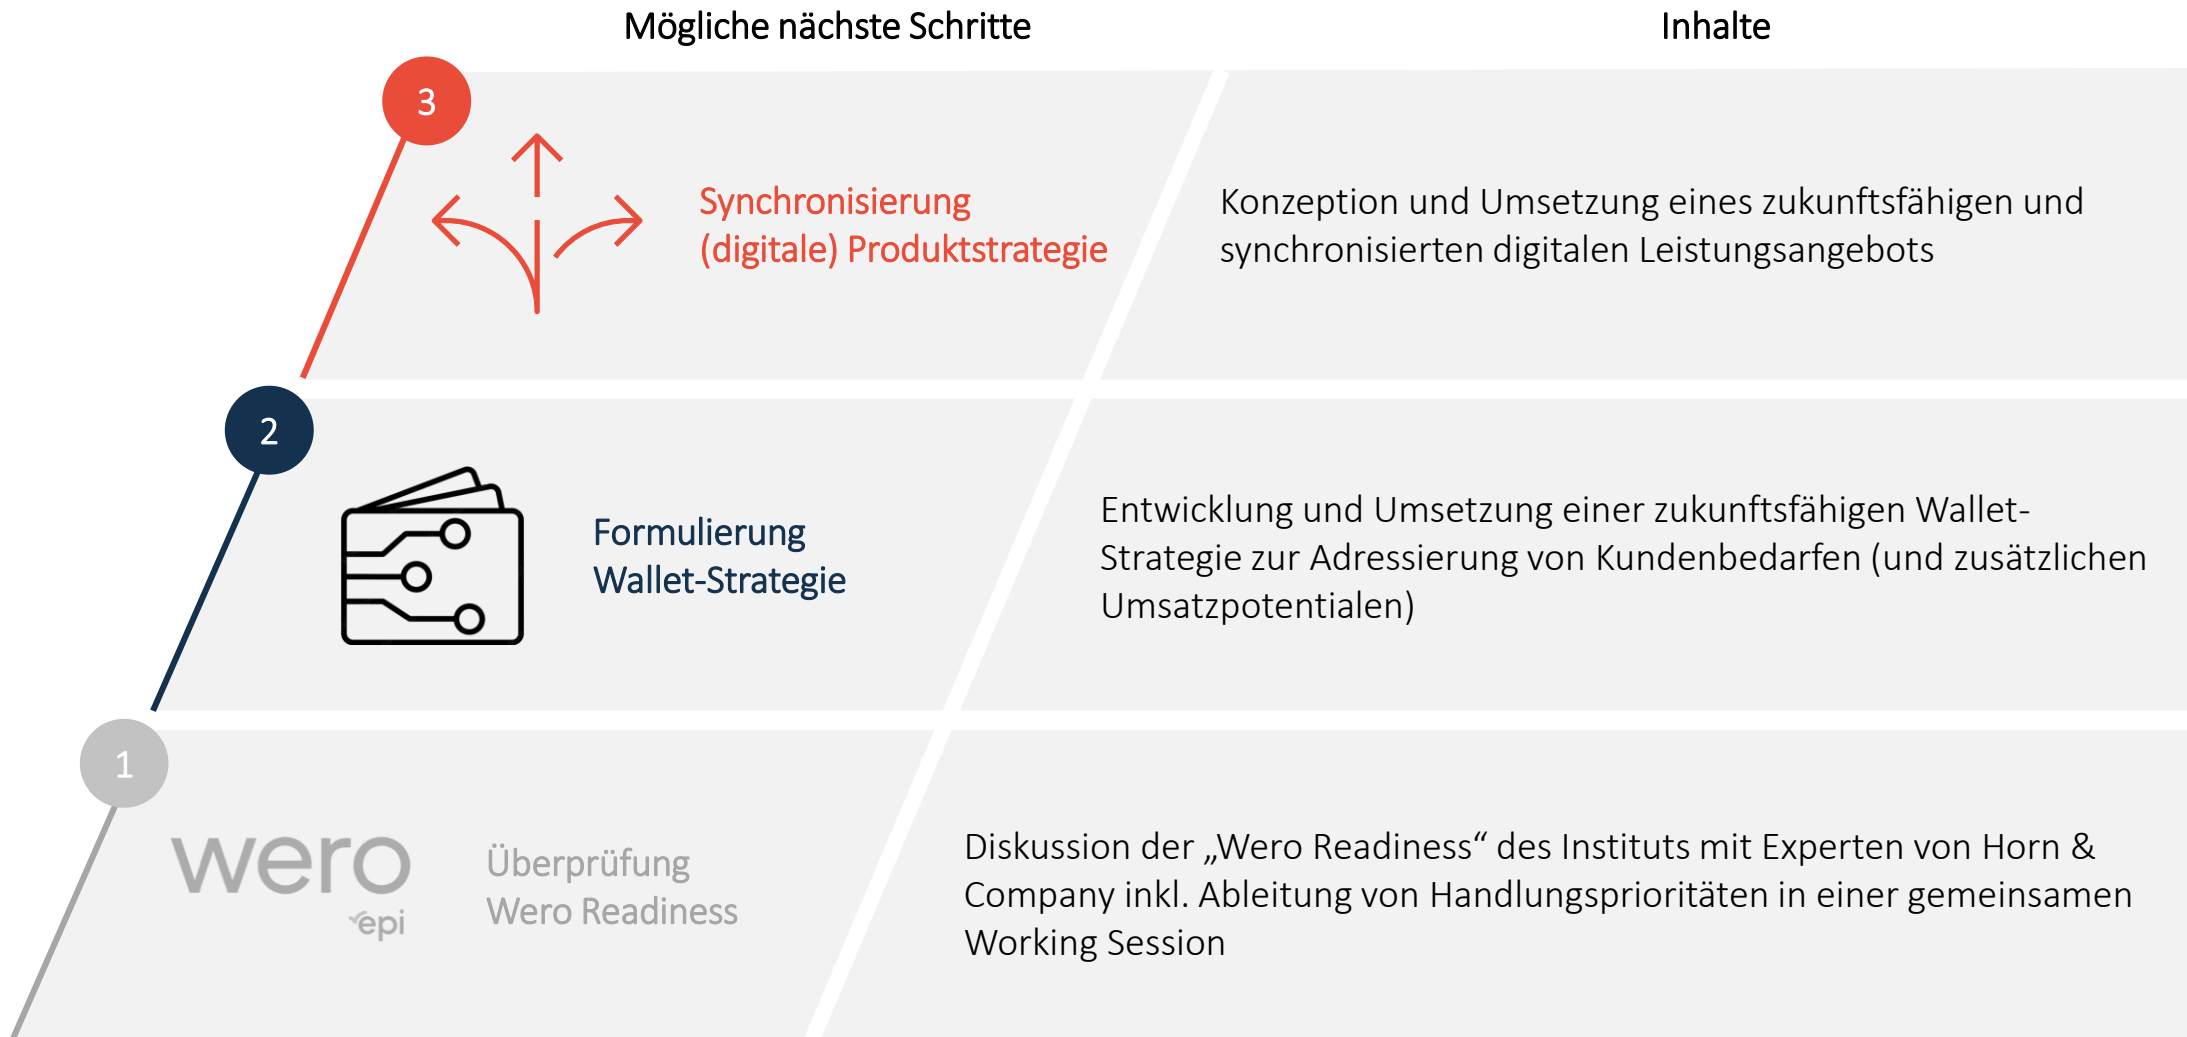 Mögliche nächste Schritte
Inhalte
3
Synchronisierung
(digitale) Produktstrategie
Konzeption und Umsetzung eines zukunftsfähigen und
synchronisierten digitalen Leistungsangebots
2
Formulierung
Wallet-Strategie
Entwicklung und Umsetzung einer zukunftsfähigen Wallet-
Strategie zur Adressierung von Kundenbedarfen (und zusätzlichen
Umsatzpotentialen)
1
wero
epi
Überprüfung
Wero Readiness
Diskussion der „Wero Readiness“ des Instituts mit Experten von Horn &
Company inkl. Ableitung von Handlungsprioritäten in einer gemeinsamen
Working Session